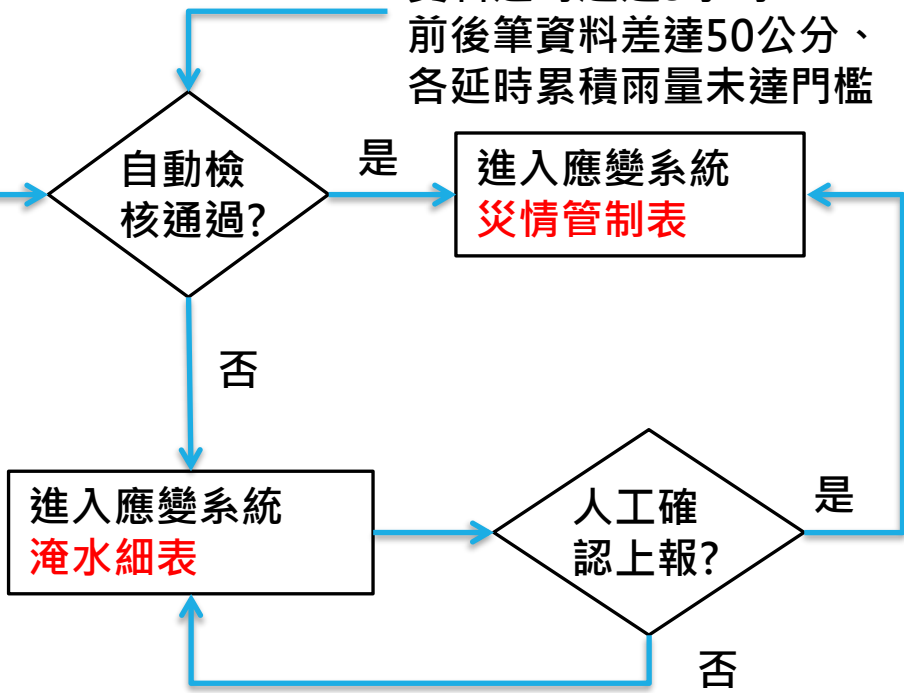 前後筆資料差達50公分、
各延時累積雨量未達門檻
自動檢
核通過?
是
進入應變系統
災情管制表
否
進入應變系統
淹水細表
人工確
認上報?
是
否